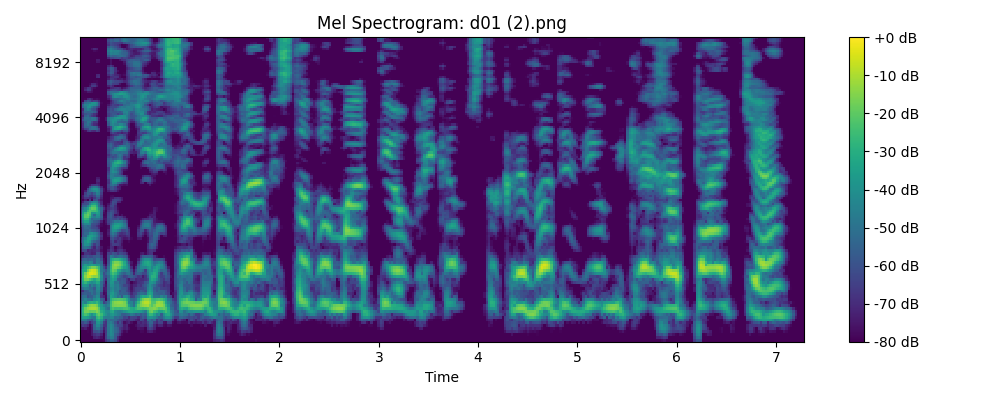 Mel Spectrogram: d01 (2).png
Hz
8192
4096
2048
1024
512
0
0 1 2 3 4 5 6 7
Time
+0 dB
-10 dB
-20 dB
-30 dB
-40 dB
-50 dB
-60 dB
-70 dB
-80 dB